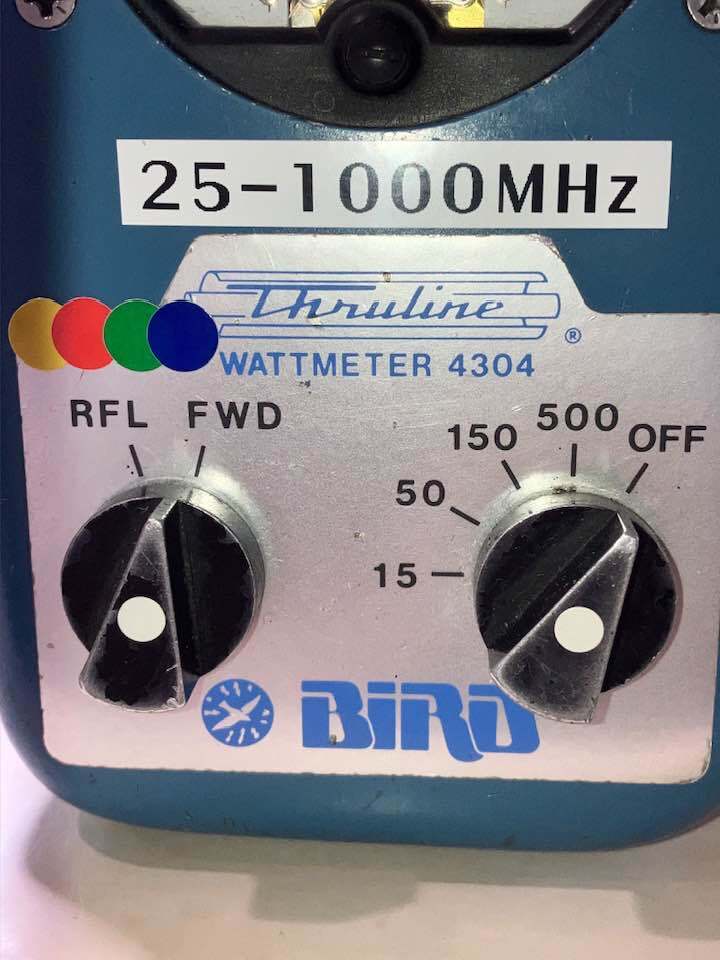 25-1000MHz
Thruline ®
WATTMETER 4304
RFL FWD
15 50 150 500 OFF
BIRD